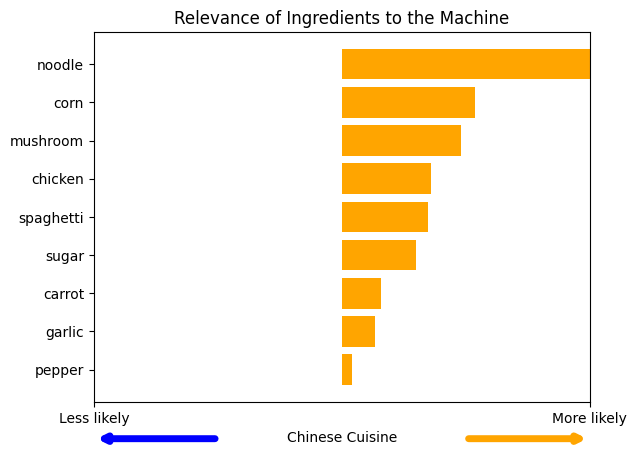 Relevance of Ingredients to the Machine
noodle
corn
mushroom
chicken
spaghetti
sugar
carrot
garlic
pepper
Less likely
More likely
Chinese Cuisine